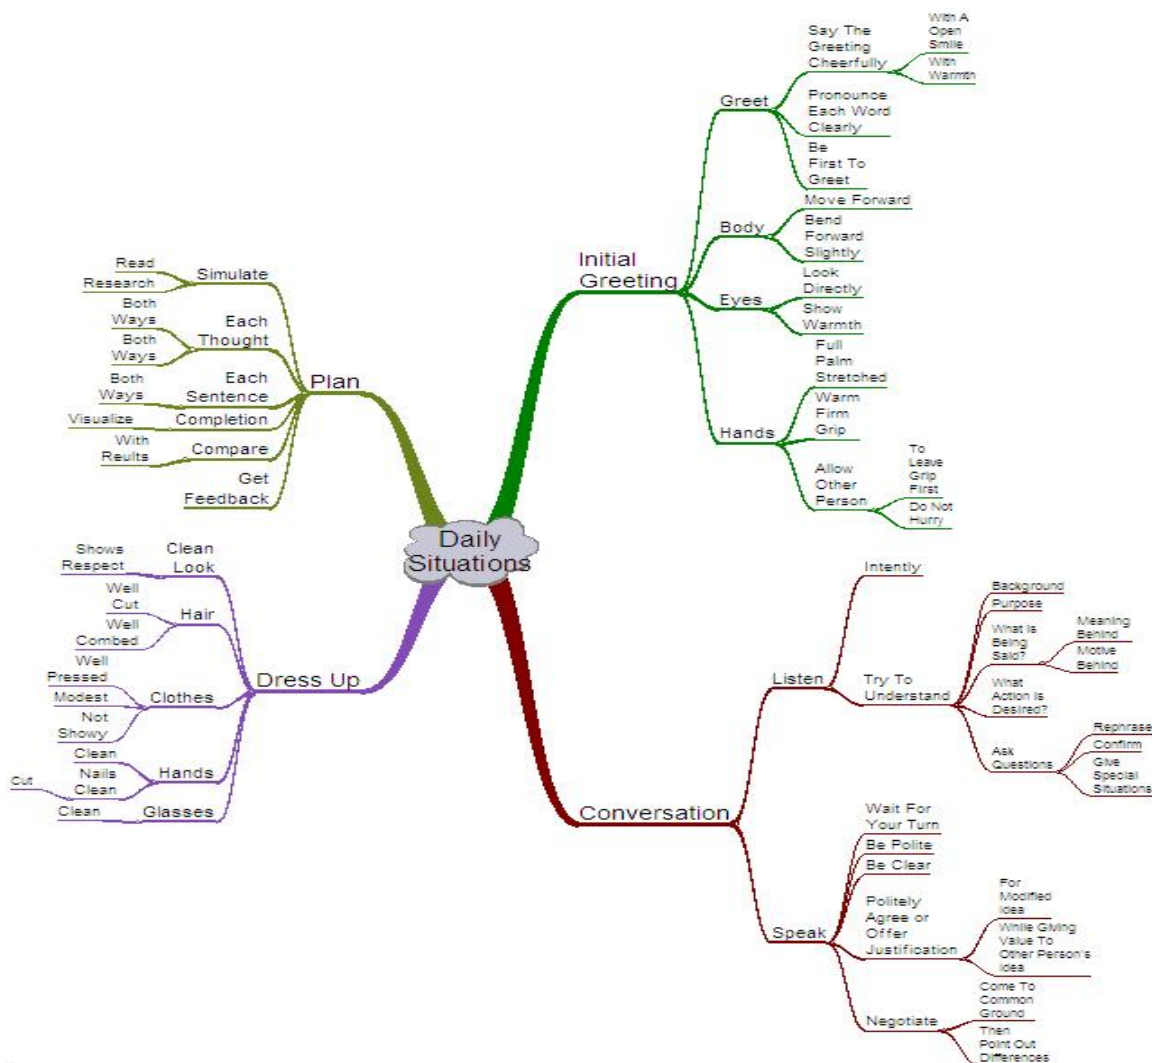 Daily
Situations
Initial
Greeting
Greet
Say The
Greeting
Cheerfully
With A
Open
Smile
With
Warmth
Pronounce
Each Word
Clearly
Be
First To
Greet
Body
Move Forward
Bend
Forward
Slightly
Eyes
Look
Directly
Show
Warmth
Hands
Full
Palm
Stretched
Warm
Firm
Grip
Allow
Other
Person
To
Leave
Grip
First
Do Not
Hurry
Conversation
Listen
Intently
Try To
Understand
Background
Purpose
What Is
Being
Said?
Meaning
Behind
Motive
Behind
What
Action Is
Desired?
Ask
Questions
Rephrase
Confirm
Give
Special
Situations
Speak
Wait For
Your Turn
Be Polite
Be Clear
Politely
Agree or
Offer
Justification
For
Modified
Idea
While Giving
Value To
Other Person's
Idea
Negotiate
Come To
Common
Ground
Then
Point Out
Differences
Plan
Simulate
Read
Research
Each
Thought
Both
Ways
Both
Ways
Each
Sentence
Both
Ways
Completion
Visualize
Compare
With
Reults
Get
Feedback
Dress Up
Clean
Look
Shows
Respect
Hair
Well
Cut
Well
Combed
Clothes
Well
Pressed
Modest
Not
Showy
Hands
Clean
Nails
Clean
Cut
Glasses
Clean